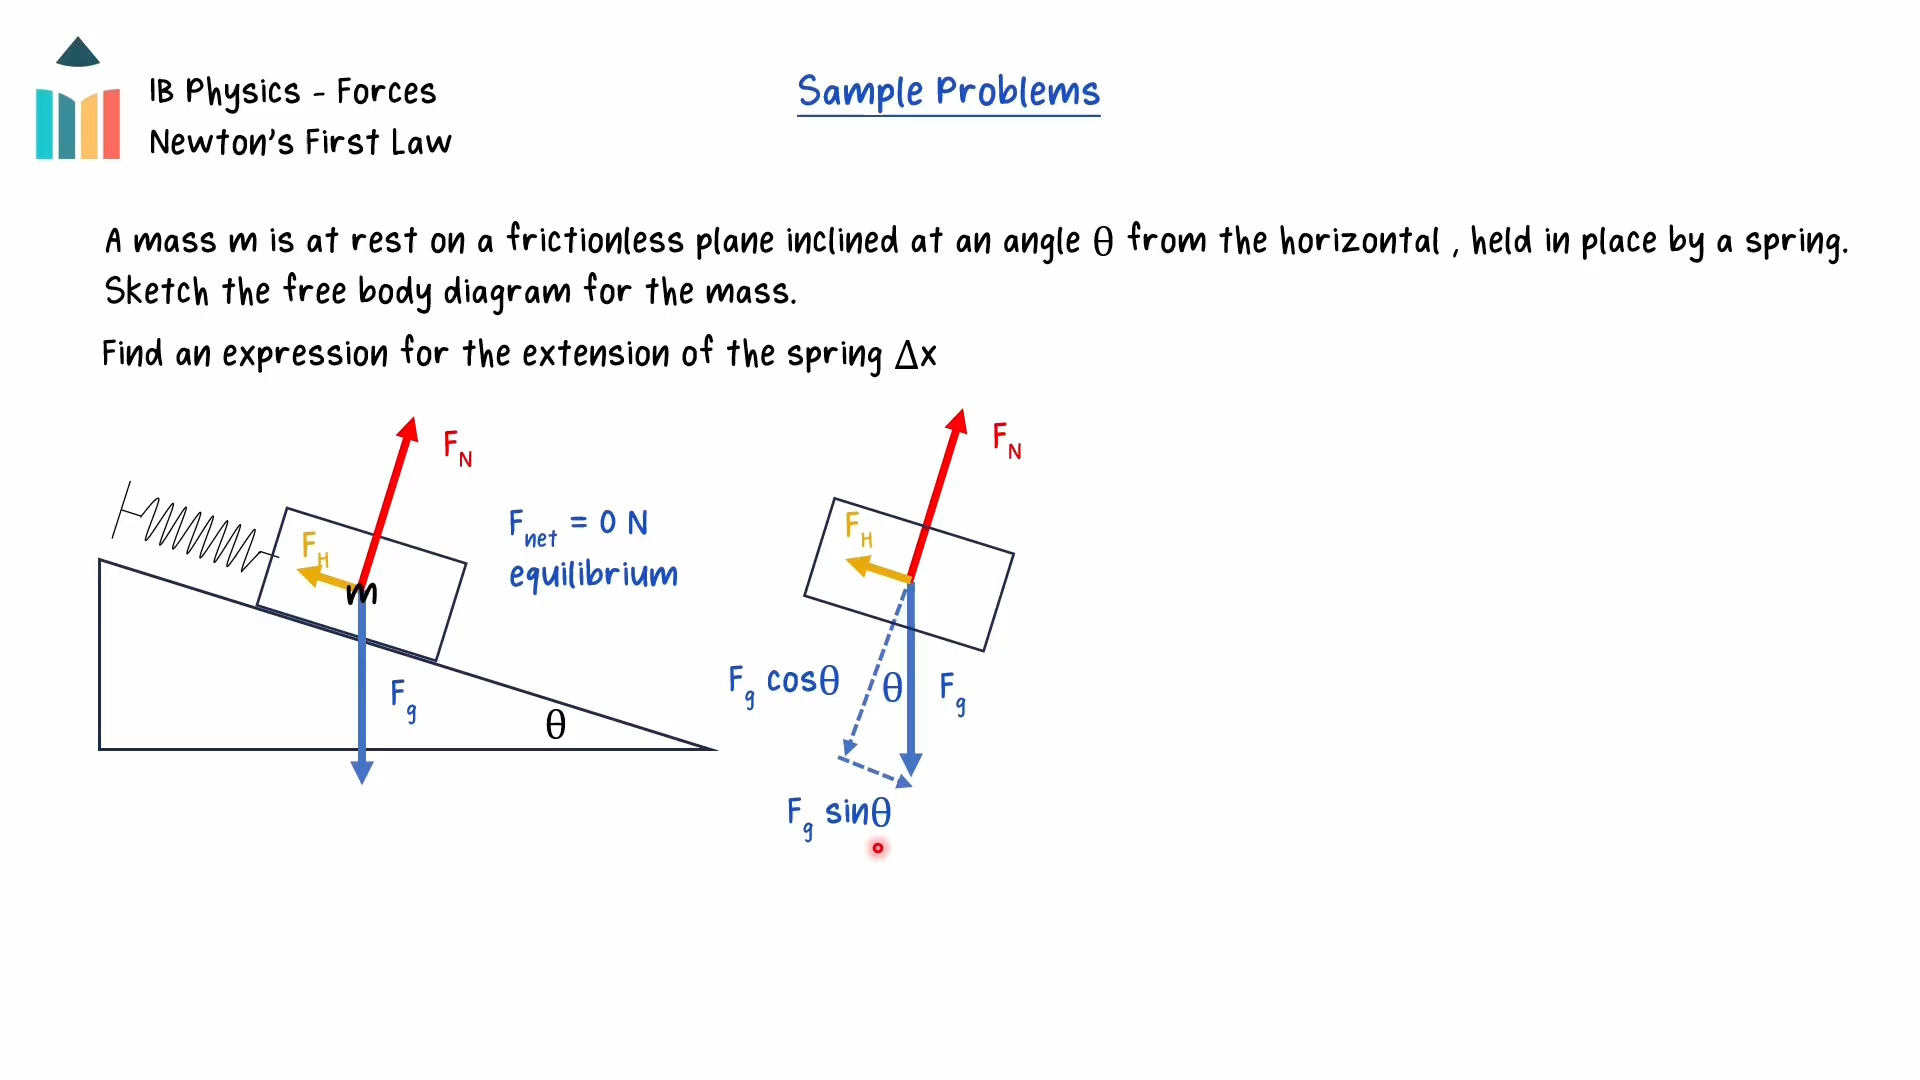 IB Physics - Forces
Newton's First Law
Sample Problems
A mass m is at rest on a frictionless plane inclined at an angle θ from the horizontal , held in place by a spring.
Sketch the free body diagram for the mass.
Find an expression for the extension of the spring Δx
F_N
F_H
m
F_g
θ
F_net = 0 N
equilibrium
F_N
F_H
F_g cosθ
θ
F_g
F_g sinθ